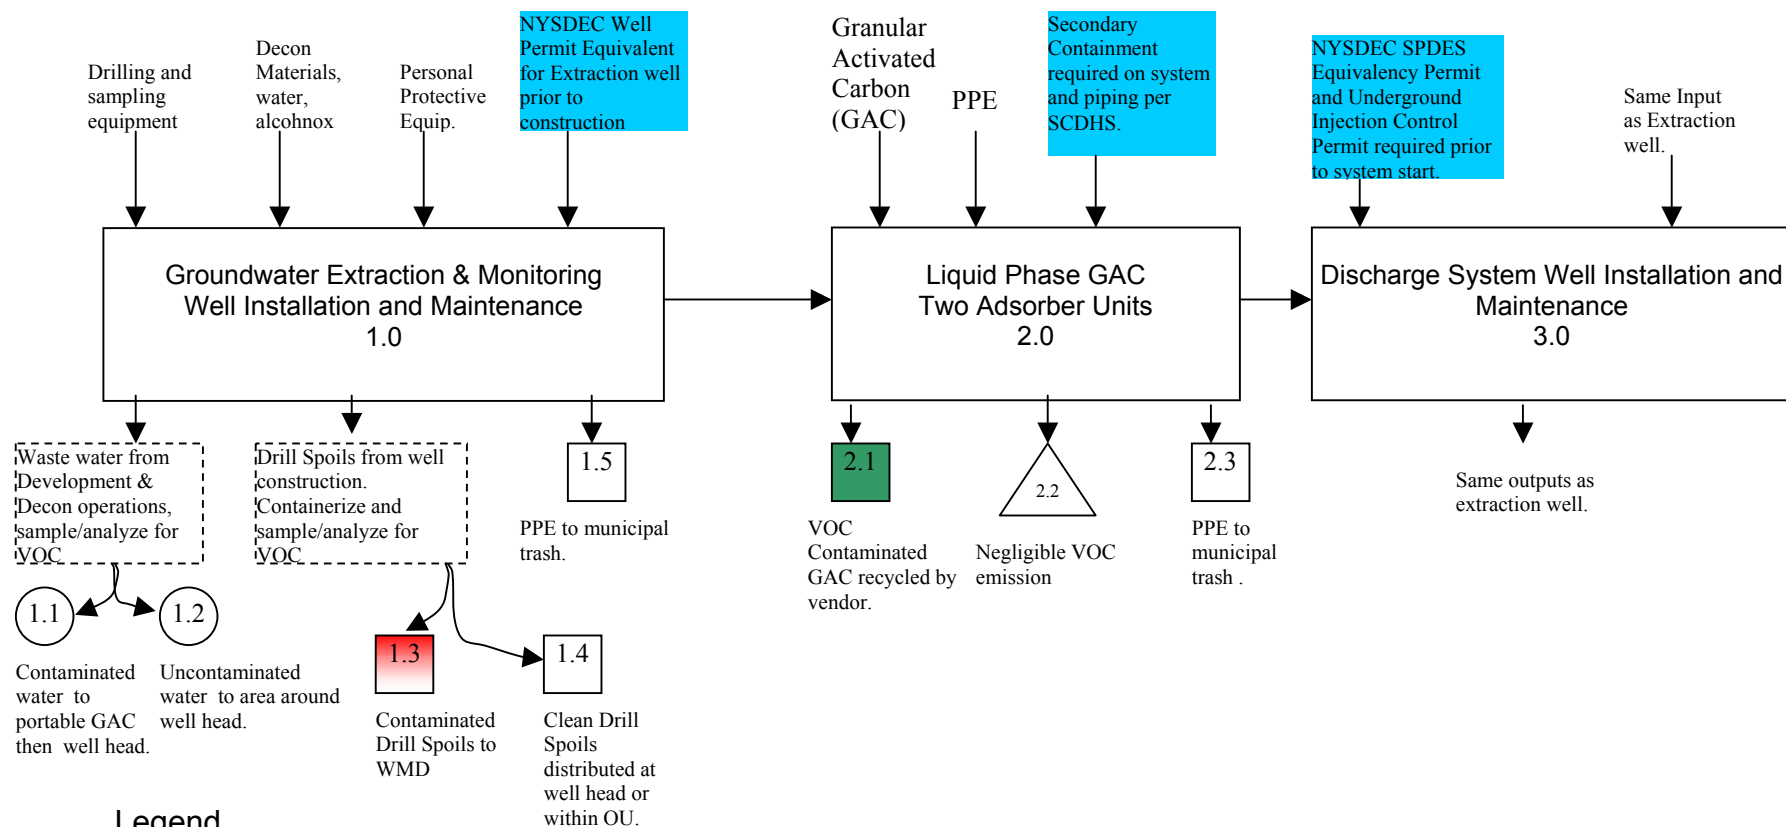 Drilling and
sampling
equipment
Decon
Materials,
water,
alcohnox
Personal
Protective
Equip.
NYSDEC Well
Permit Equivalent
for Extraction well
prior to
construction
Granular
Activated
Carbon
(GAC)
PPE
Secondary
Containment
required on system
and piping per
SCDHS.
NYSDEC SPDES
Equivalency Permit
and Underground
Injection Control
Permit required prior
to system start.
Same Input
as Extraction
well.
Groundwater Extraction & Monitoring
Well Installation and Maintenance
1.0
Liquid Phase GAC
Two Adsorber Units
2.0
Discharge System Well Installation and
Maintenance
3.0
Waste water from
Development &
Decon operations,
sample/analyze for
VOC
Drill Spoils from well
construction.
Containerize and
sample/analyze for
VOC
1.5
PPE to municipal
trash.
2.1
VOC
Contaminated
GAC recycled by
vendor.
2.2
Negligible VOC
emission
2.3
PPE to
municipal
trash .
Same outputs as
extraction well.
1.1
Contaminated
water to
portable GAC
then well head.
1.2
Uncontaminated
water to area around
well head.
1.3
Contaminated
Drill Spoils to
WMD
1.4
Clean Drill
Spoils
distributed at
well head or
within OU.
Legend